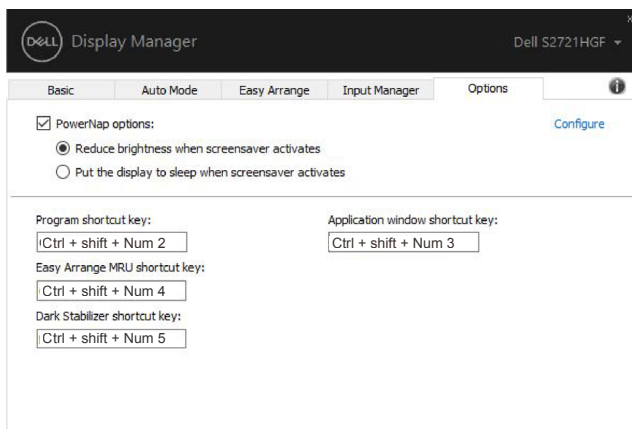 DELL Display Manager
Dell S2721HGF
Basic Auto Mode Easy Arrange Input Manager Options
PowerNap options:
Configure
Reduce brightness when screensaver activates
Put the display to sleep when screensaver activates
Program shortcut key:
Application window shortcut key:
Ctrl + shift + Num 2
Ctrl + shift + Num 3
Easy Arrange MRU shortcut key:
Ctrl + shift + Num 4
Dark Stabilizer shortcut key:
Ctrl + shift + Num 5